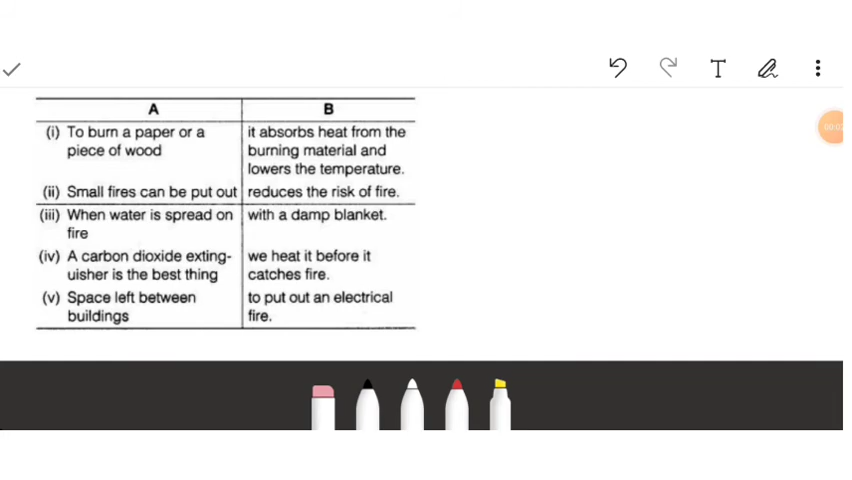 A B
(i) To burn a paper or a it absorbs heat from the
piece of wood burning material and
lowers the temperature.
(ii) Small fires can be put out reduces the risk of fire.
(iii) When water is spread on with a damp blanket.
fire
(iv) A carbon dioxide exting- we heat it before it
uisher is the best thing catches fire.
(v) Space left between to put out an electrical
buildings fire.
T